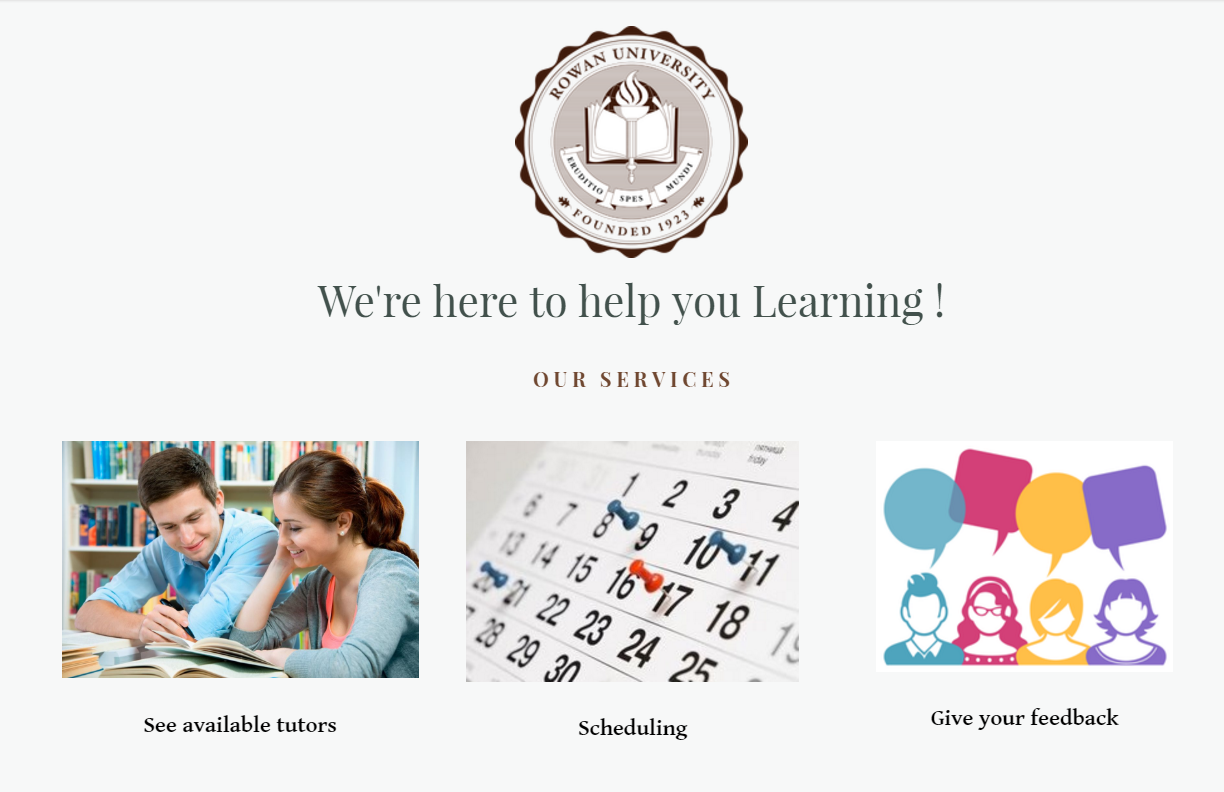 ROWAN UNIVERSITY
ERUDITIO SPES MUNDI
FOUNDED 1923
We're here to help you Learning !
OUR SERVICES
friday
1 2 3 4
6 7 8 9 10 11
13 14 15 16 17 18 19
20 21 22 23 24 25
28 29 30
See available tutors
Scheduling
Give your feedback